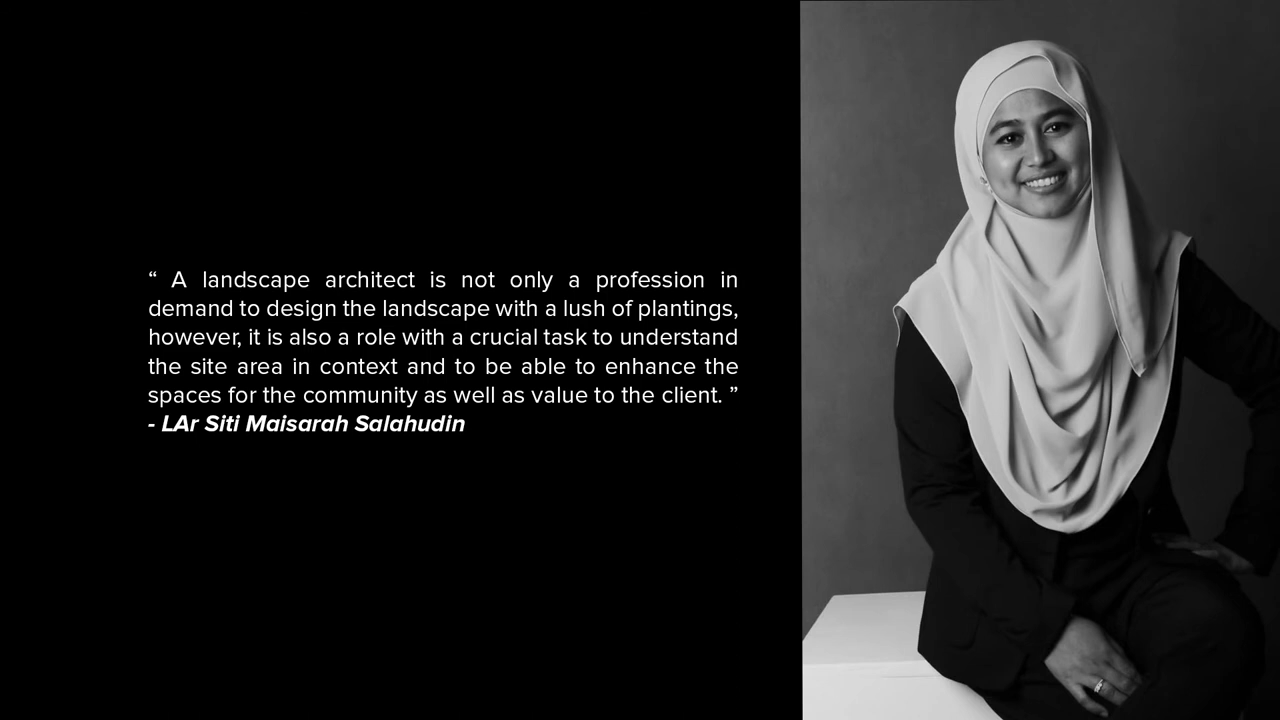 “ A landscape architect is not only a profession in
demand to design the landscape with a lush of plantings,
however, it is also a role with a crucial task to understand
the site area in context and to be able to enhance the
spaces for the community as well as value to the client. ”
- LAr Siti Maisarah Salahudin